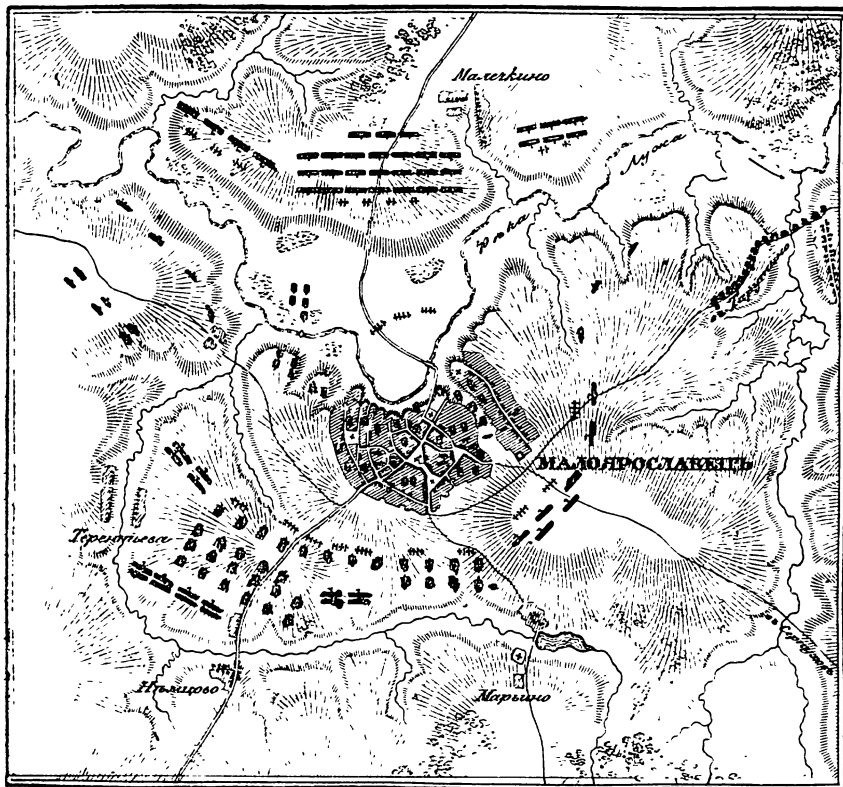 Малечкино
Лужа
Рѣка
МАЛОЯРОСЛАВЕЦЪ
Терентьева
Нѣмцово
Марьино